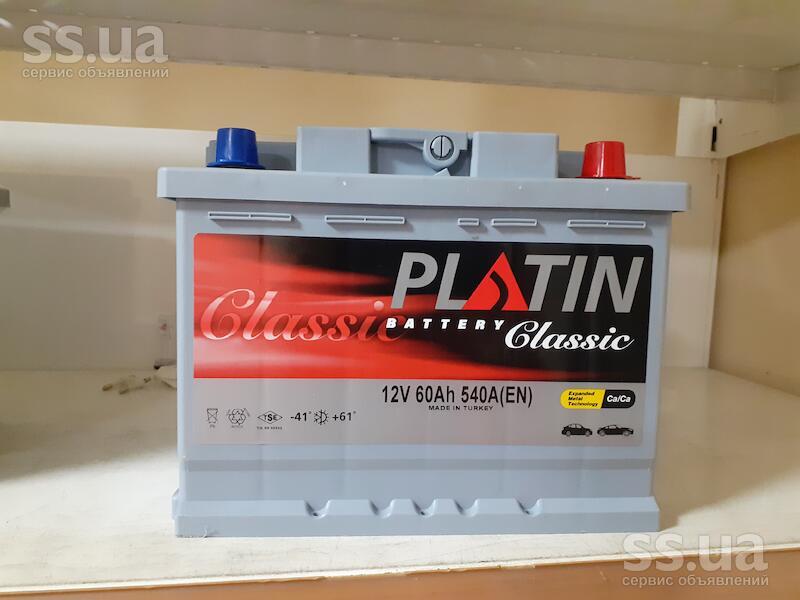 ss.ua
сервис объявлений
PLATIN
Classic
BATTERY Classic
12V 60Ah 540A(EN)
MADE IN TURKEY
Expanded
Metal
Technology
Ca/Ca
TSE
-41° +61°
Pb
ss.ua
сервис объявлений